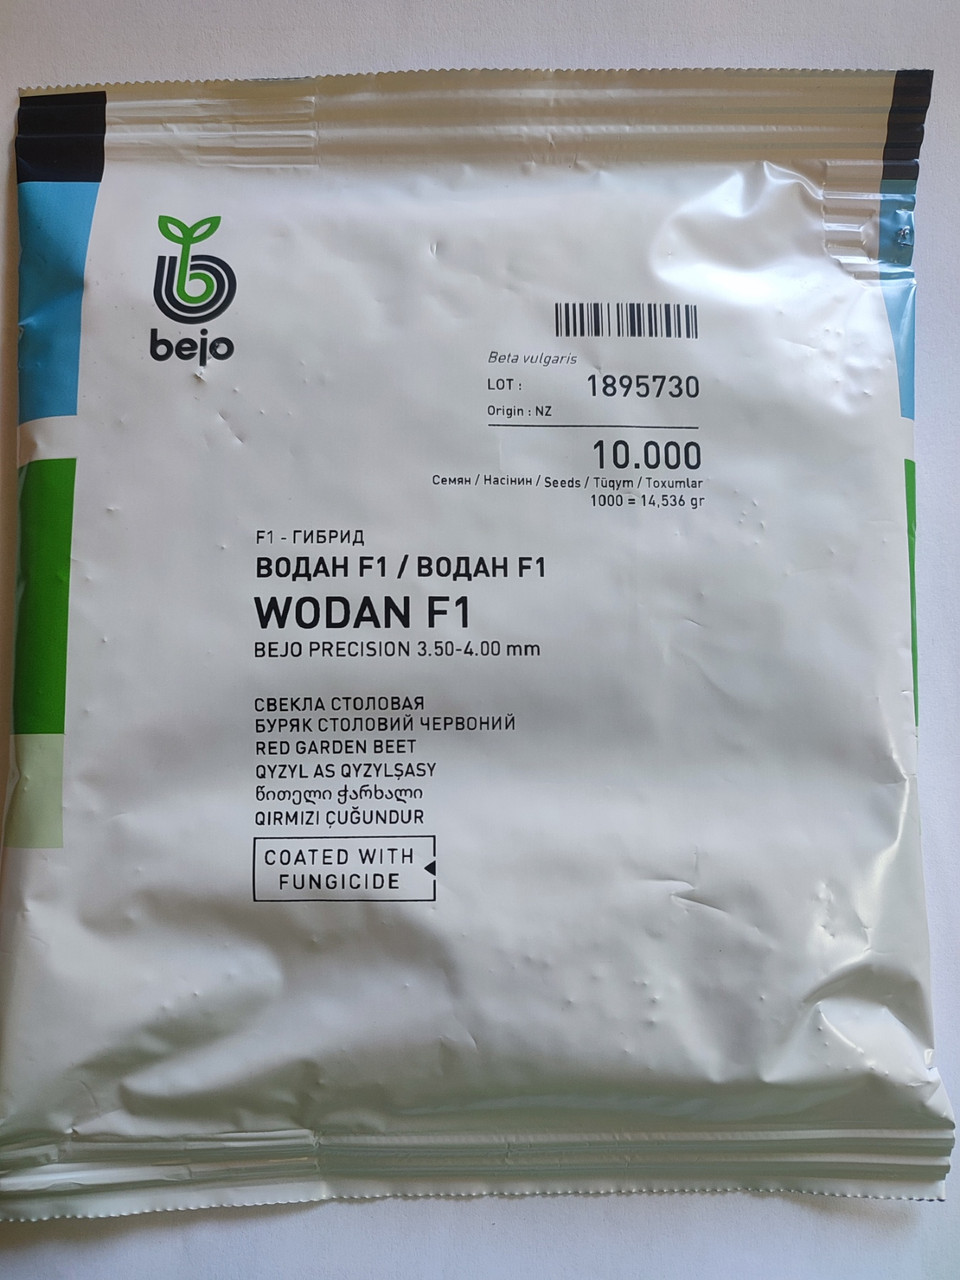 bejo
Beta vulgaris
LOT : 1895730
Origin : NZ
10.000
Семян / Насінин / Seeds / Tüqym / Toxumlar
1000 = 14,536 gr
F1 - ГИБРИД
ВОДАН F1 / ВОДАН F1
WODAN F1
BEJO PRECISION 3.50-4.00 mm
СВЕКЛА СТОЛОВАЯ
БУРЯК СТОЛОВИЙ ЧЕРВОНИЙ
RED GARDEN BEET
QYZYL AS QYZYLŞASY
წითელი ჭარხალი
QIRMIZI ÇUĞUNDUR
COATED WITH
FUNGICIDE